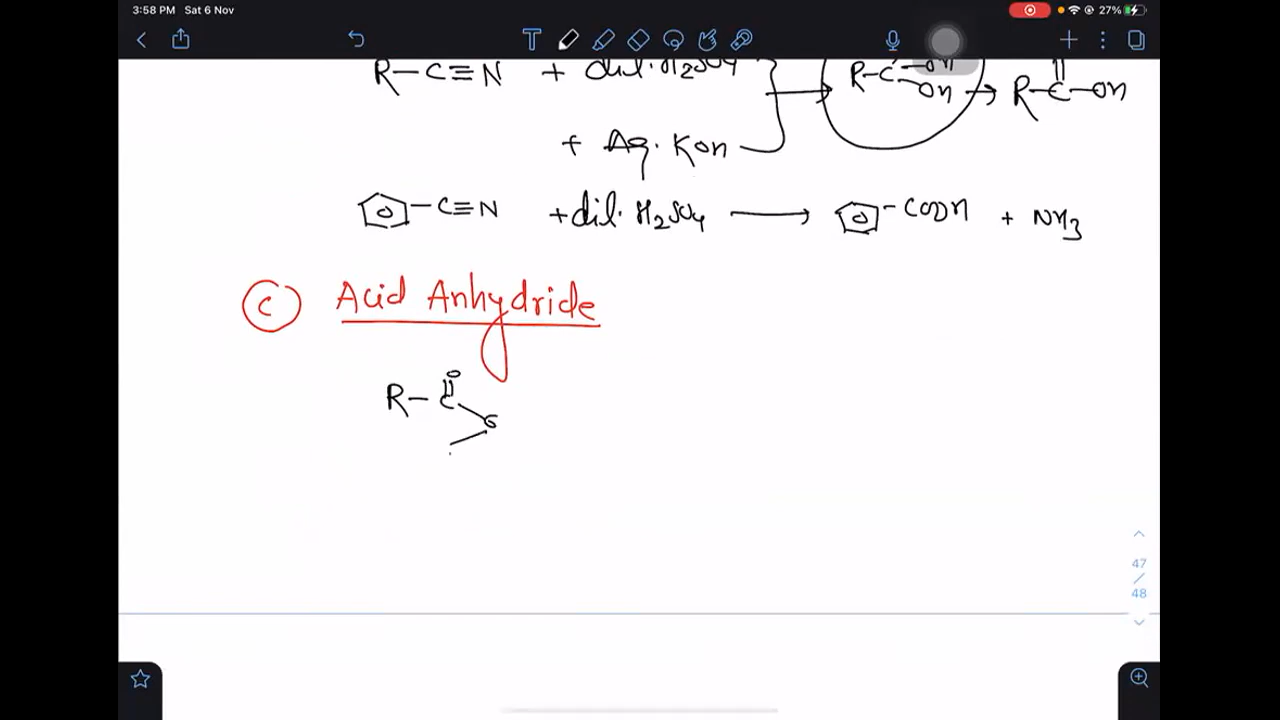 3:58 PM Sat 6 Nov 27%
T
R-C≡N + dil. H2SO4 R-C-OH OH → R-C-OH
+ Aq. KOH
-C≡N + dil. H2SO4 → -COOH + NH3
C Acid Anhydride
O
R-C
O
47
/
48